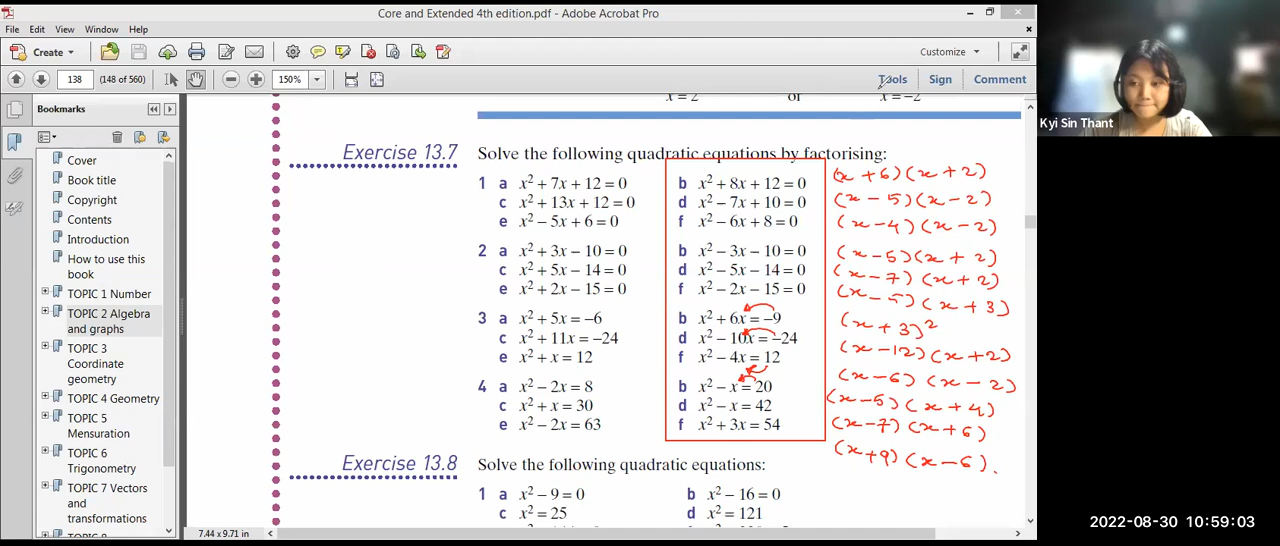 Core and Extended 4th edition.pdf - Adobe Acrobat Pro
File Edit View Window Help
Create
Customize
138 (148 of 560) 150%
Tools Sign Comment
Bookmarks
Cover
Book title
Copyright
Contents
Introduction
How to use this
book
TOPIC 1 Number
TOPIC 2 Algebra
and graphs
TOPIC 3
Coordinate
geometry
TOPIC 4 Geometry
TOPIC 5
Mensuration
TOPIC 6
Trigonometry
TOPIC 7 Vectors
and
transformations
7.44 x 9.71 in
x = 2 or x = −2
Exercise 13.7 Solve the following quadratic equations by factorising:
1 a x² + 7x + 12 = 0 b x² + 8x + 12 = 0 (x + 6)(x + 2)
c x² + 13x + 12 = 0 d x² − 7x + 10 = 0 (x − 5)(x − 2)
e x² − 5x + 6 = 0 f x² − 6x + 8 = 0 (x − 4)(x − 2)
2 a x² + 3x − 10 = 0 b x² − 3x − 10 = 0 (x − 5)(x + 2)
c x² + 5x − 14 = 0 d x² − 5x − 14 = 0 (x − 7)(x + 2)
e x² + 2x − 15 = 0 f x² − 2x − 15 = 0 (x − 5)(x + 3)
3 a x² + 5x = −6 b x² + 6x = −9 (x + 3)²
c x² + 11x = −24 d x² − 10x = −24 (x − 12)(x + 2)
e x² + x = 12 f x² − 4x = 12 (x − 6)(x − 2)
4 a x² − 2x = 8 b x² − x = 20 (x − 5)(x + 4)
c x² + x = 30 d x² − x = 42 (x − 7)(x + 6)
e x² − 2x = 63 f x² + 3x = 54 (x + 9)(x − 6).
Exercise 13.8 Solve the following quadratic equations:
1 a x² − 9 = 0 b x² − 16 = 0
c x² = 25 d x² = 121
Kyi Sin Thant
2022-08-30 10:59:03